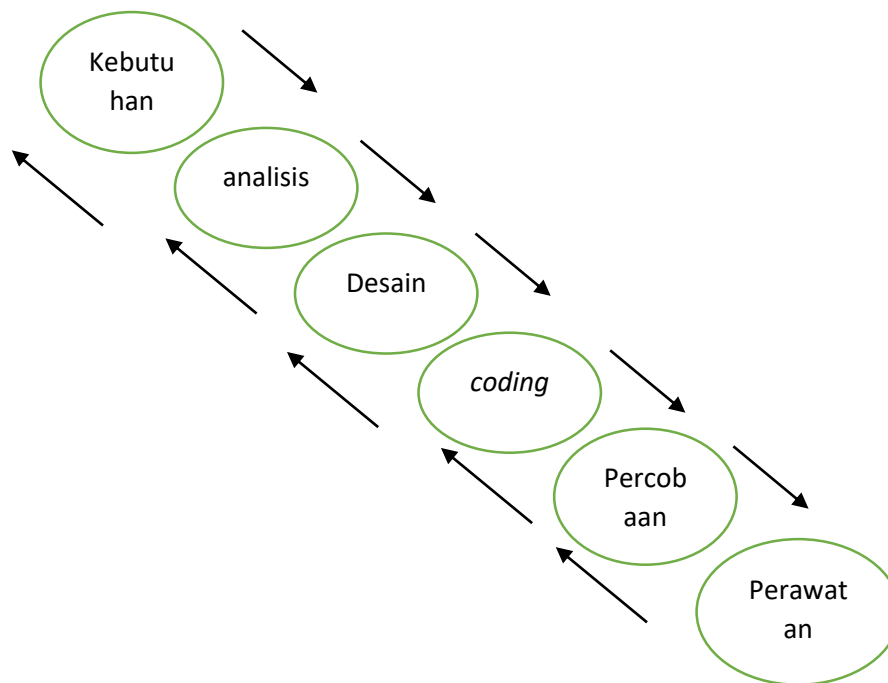 Kebutu
han
analisis
Desain
coding
Percob
aan
Perawat
an